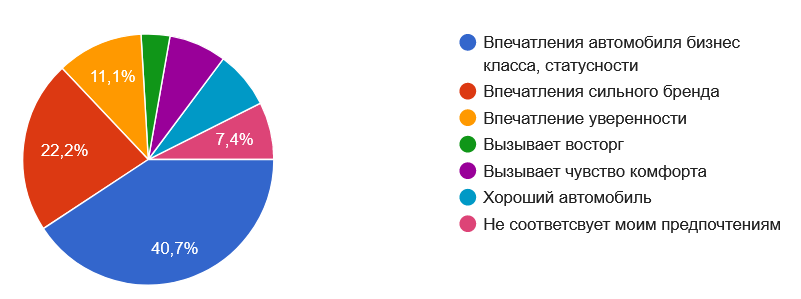 11,1%
22,2%
7,4%
40,7%
Впечатления автомобиля бизнес
класса, статусности
Впечатления сильного бренда
Впечатление уверенности
Вызывает восторг
Вызывает чувство комфорта
Хороший автомобиль
Не соответсвует моим предпочтениям